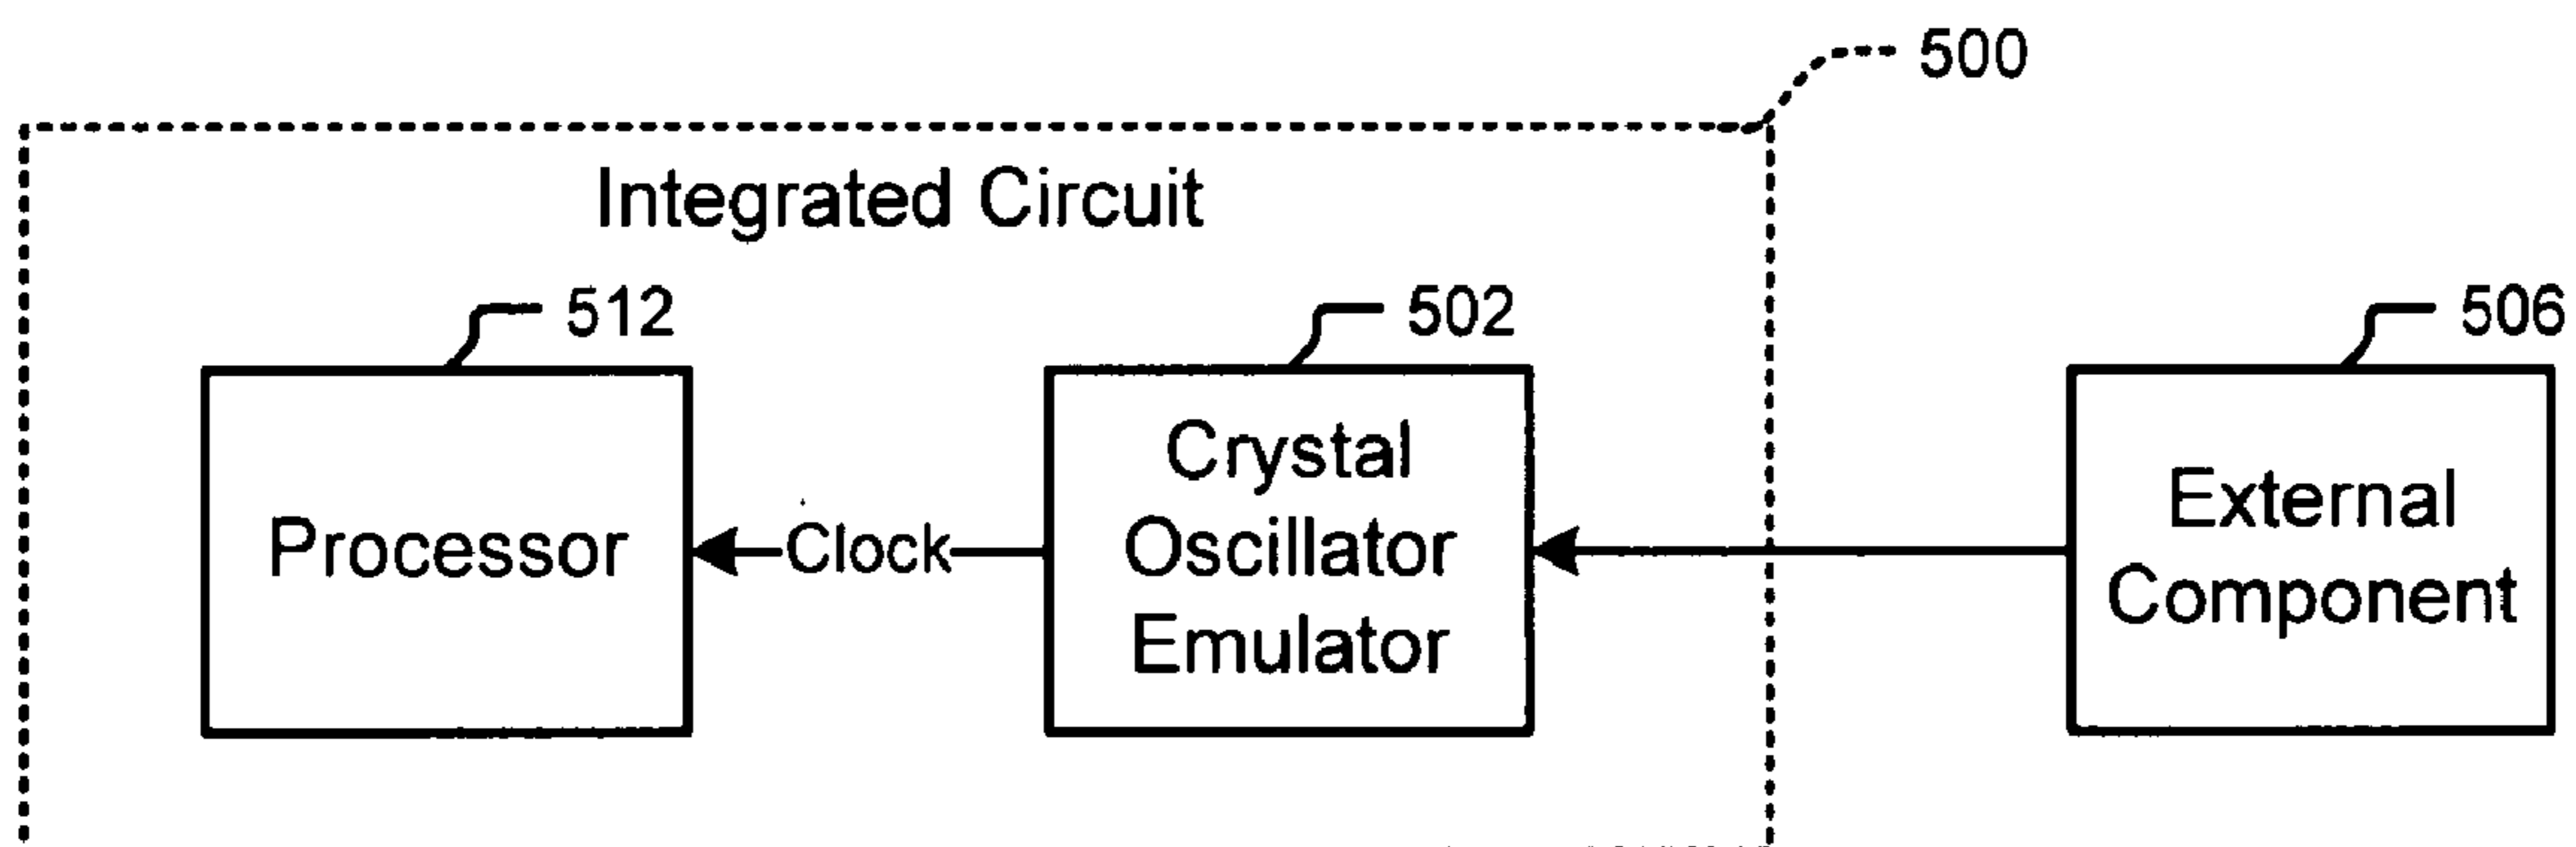 500
Integrated Circuit
512
502
506
Processor
Clock
Crystal
Oscillator
Emulator
External
Component